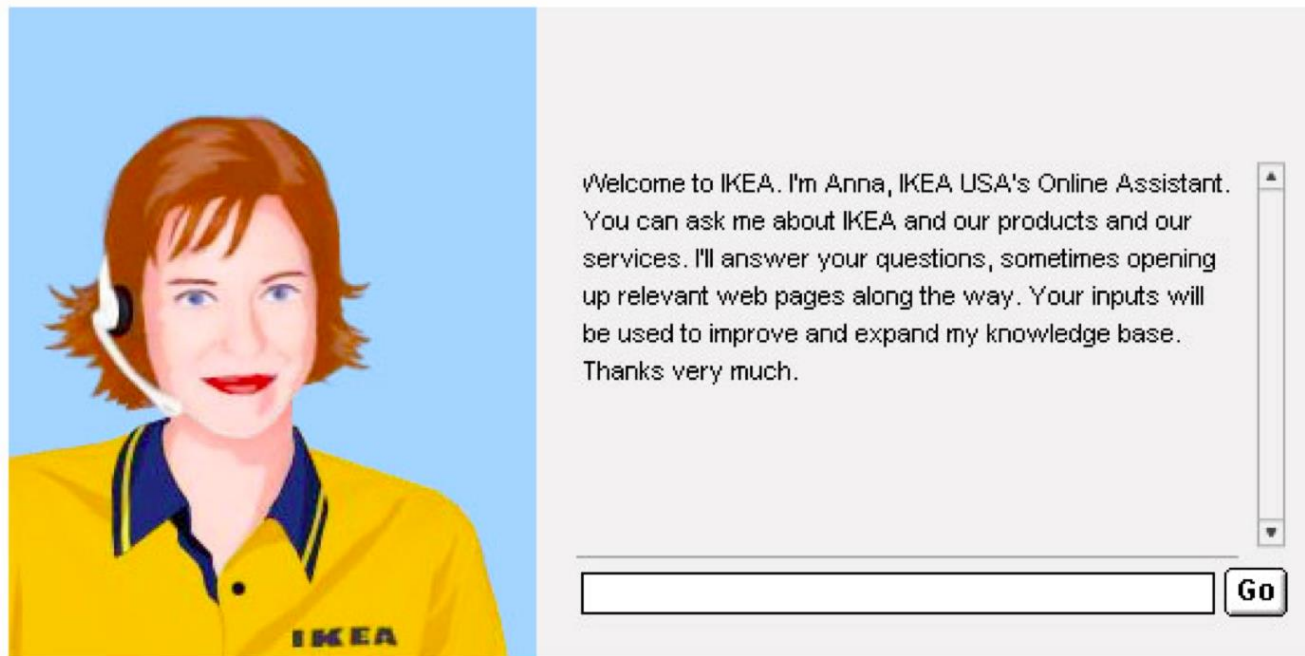 Welcome to IKEA. I'm Anna, IKEA USA's Online Assistant.
You can ask me about IKEA and our products and our
services. I'll answer your questions, sometimes opening
up relevant web pages along the way. Your inputs will
be used to improve and expand my knowledge base.
Thanks very much.
Go
IKEA